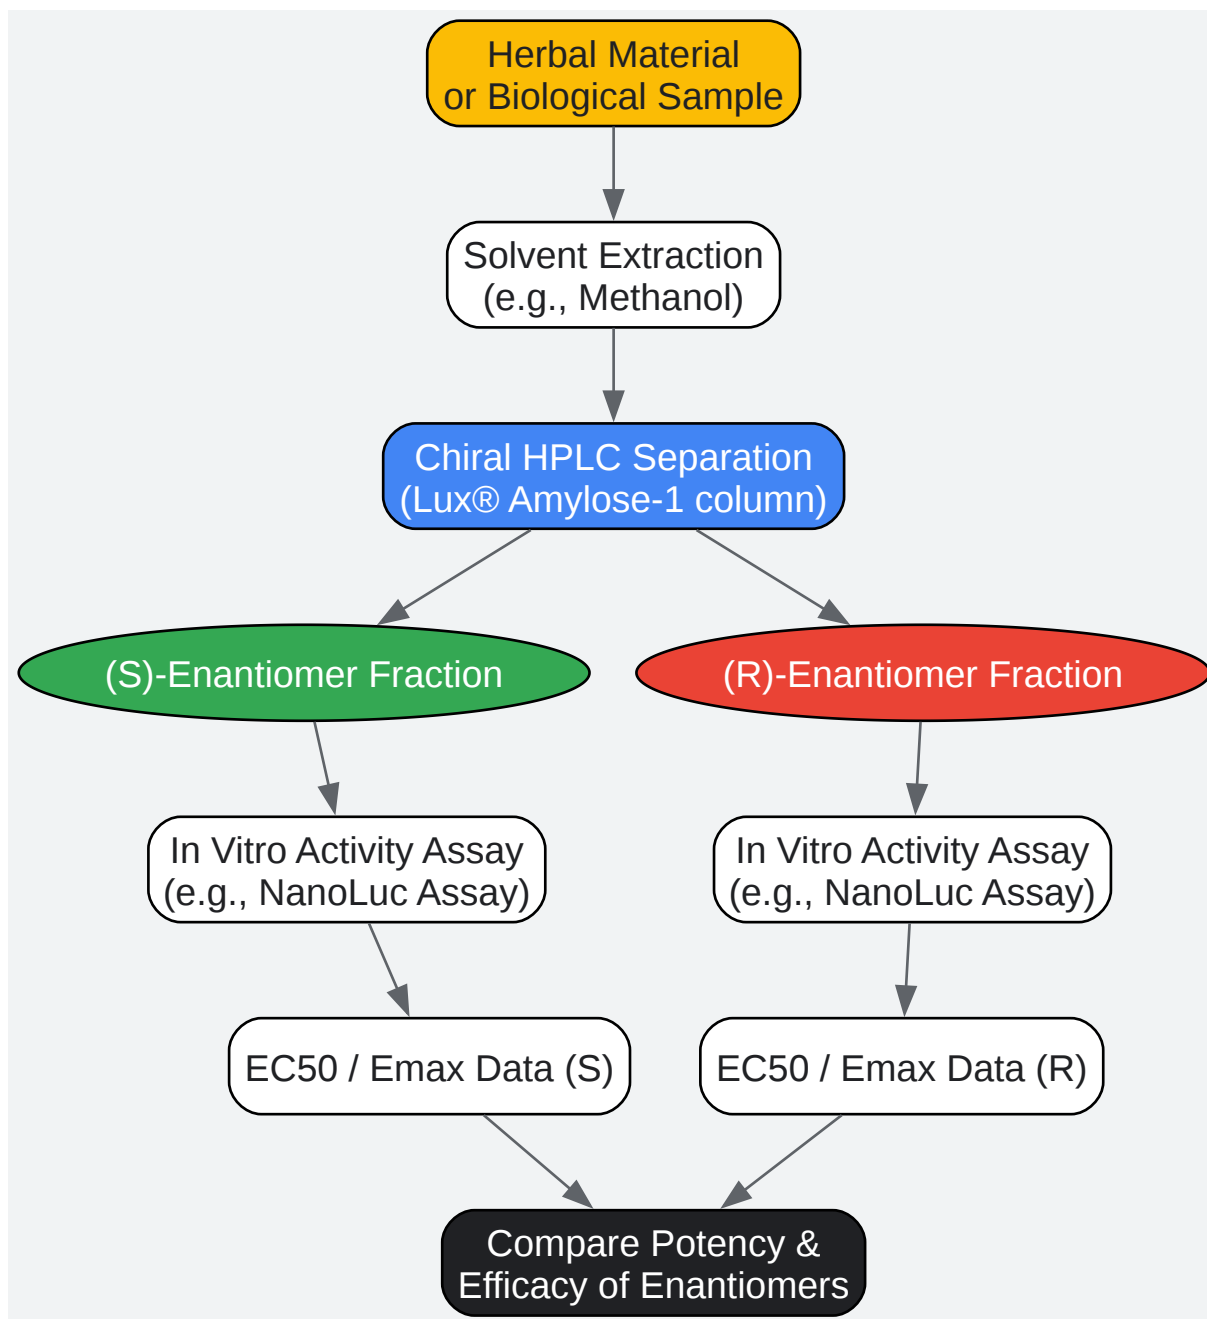 Herbal Material
or Biological Sample
Solvent Extraction
(e.g., Methanol)
Chiral HPLC Separation
(Lux® Amylose-1 column)
(S)-Enantiomer Fraction
(R)-Enantiomer Fraction
In Vitro Activity Assay
(e.g., NanoLuc Assay)
In Vitro Activity Assay
(e.g., NanoLuc Assay)
EC50 / Emax Data (S)
EC50 / Emax Data (R)
Compare Potency &
Efficacy of Enantiomers